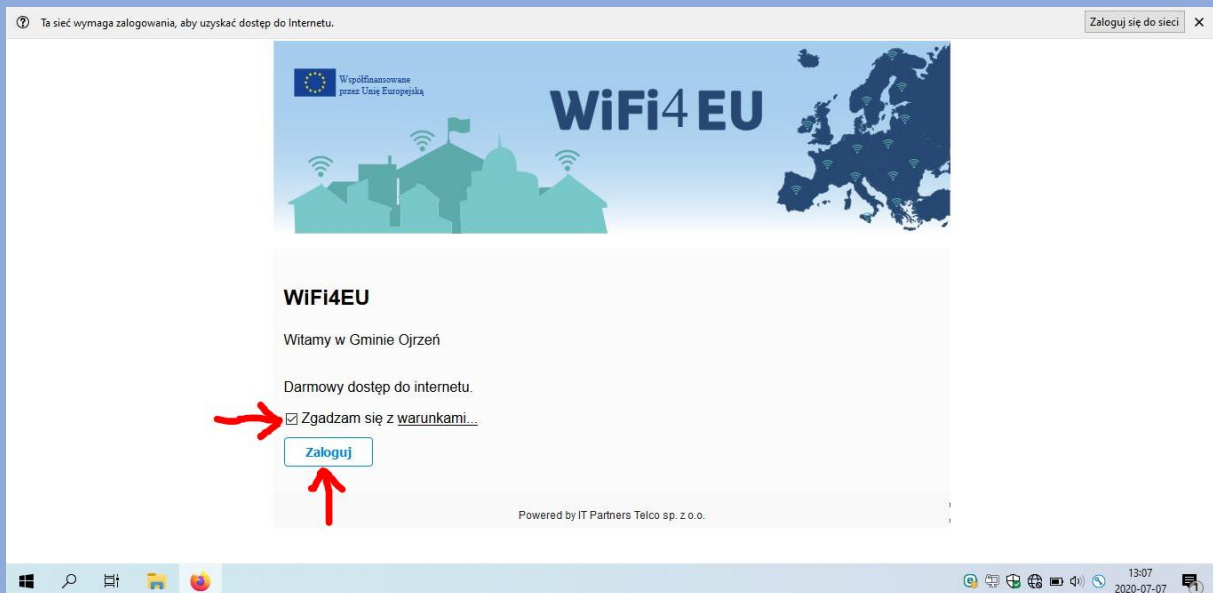 Ta sieć wymaga zalogowania, aby uzyskać dostęp do Internetu.
Zaloguj się do sieci
Współfinansowane
przez Unię Europejską
WiFi4EU
WiFi4EU
Witamy w Gminie Ojrzeń
Darmowy dostęp do internetu.
Zgadzam się z warunkami...
Zaloguj
Powered by IT Partners Telco sp. z o.o.
13:07
2020-07-07
1